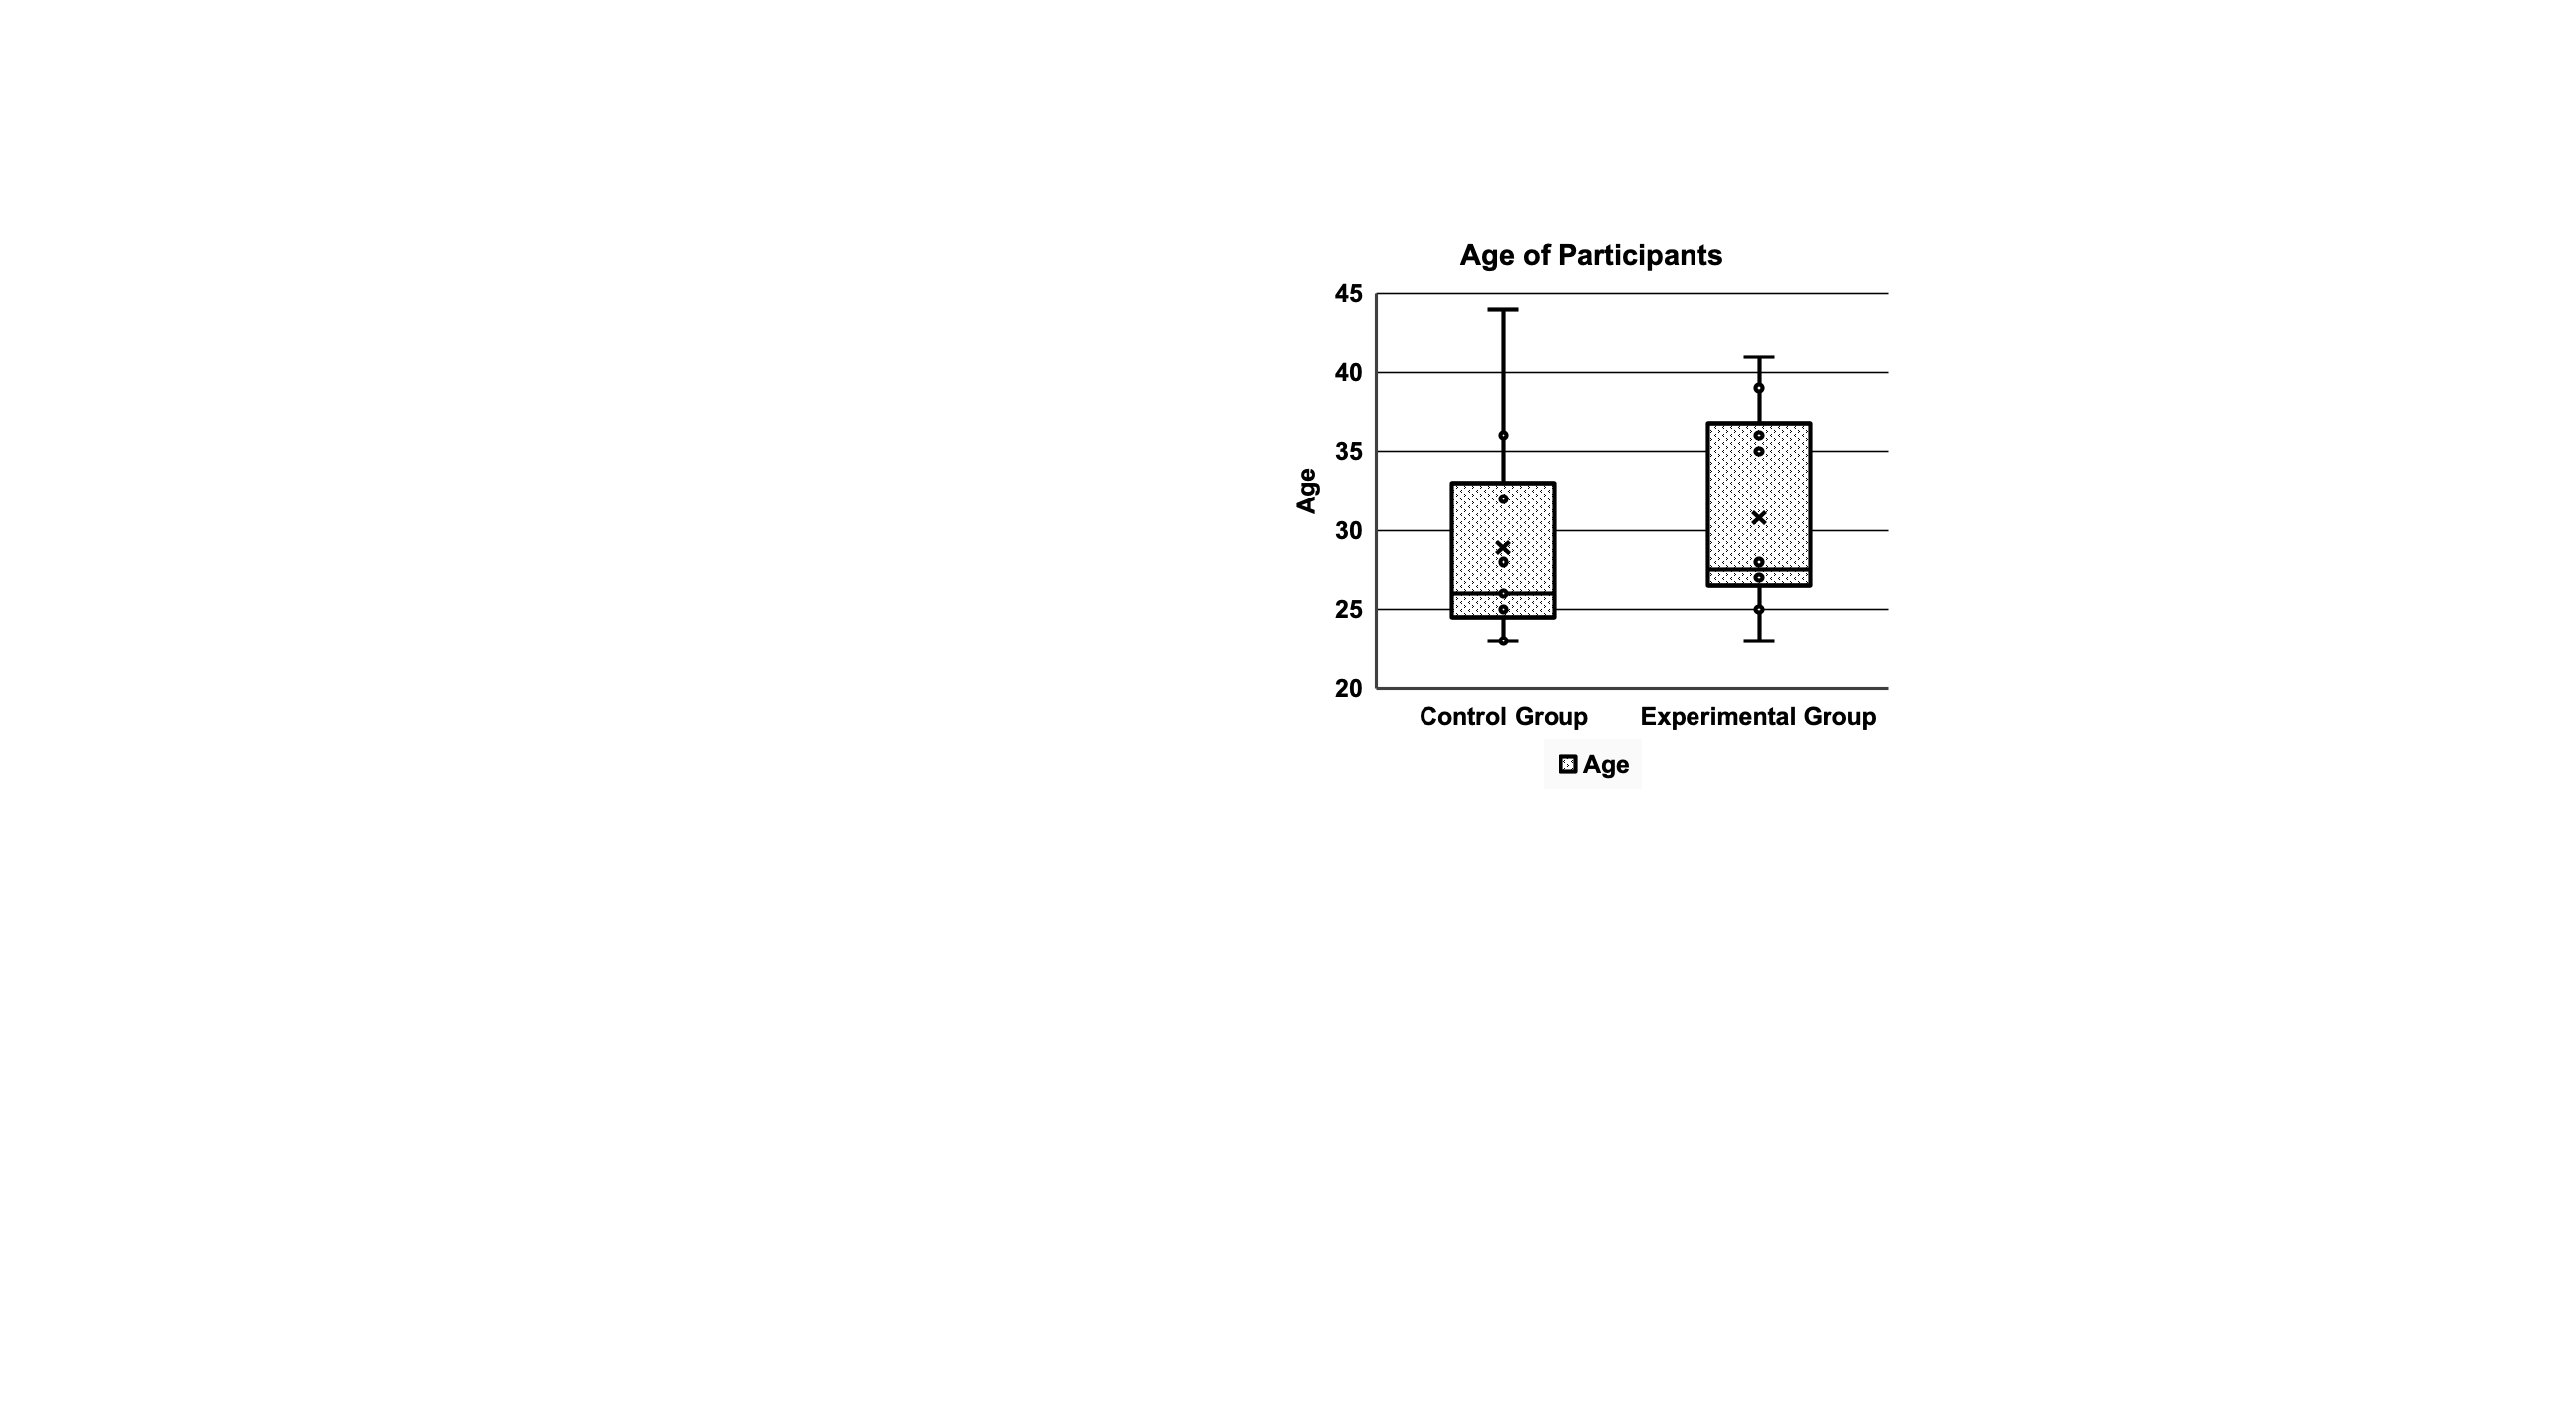 Age of Participants
45
40
35
30
25
20
Age
Control Group
Experimental Group
Age